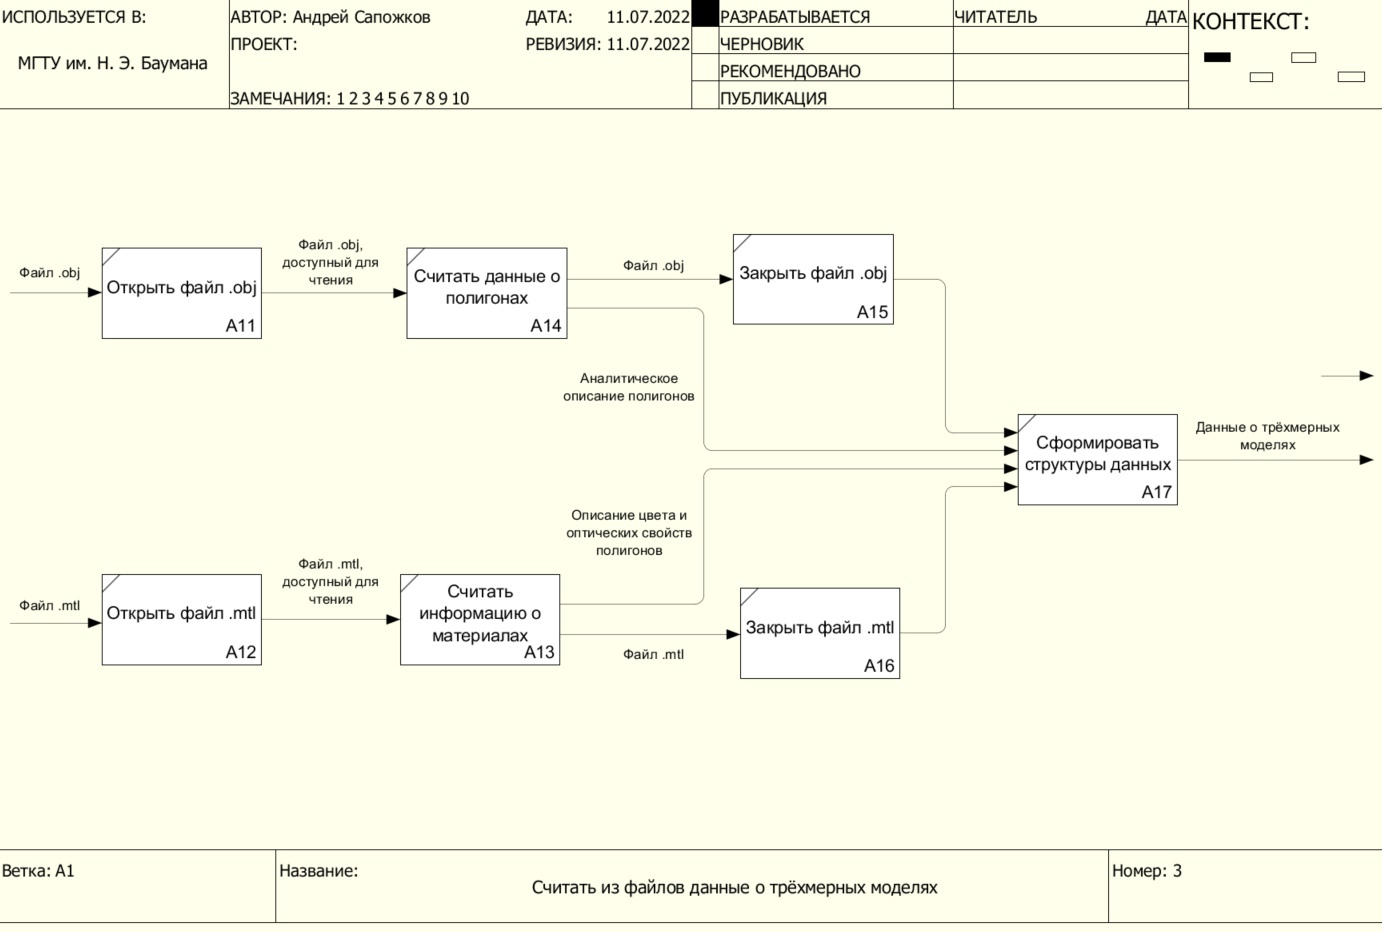 ИСПОЛЬЗУЕТСЯ В:
МГТУ им. Н. Э. Баумана
АВТОР: Андрей Сапожков
ДАТА: 11.07.2022
ПРОЕКТ:
РЕВИЗИЯ: 11.07.2022
ЗАМЕЧАНИЯ: 1 2 3 4 5 6 7 8 9 10
РАЗРАБАТЫВАЕТСЯ
ЧЕРНОВИК
РЕКОМЕНДОВАНО
ПУБЛИКАЦИЯ
ЧИТАТЕЛЬ
ДАТА
КОНТЕКСТ:
Файл .obj
Открыть файл .obj
A11
Файл .obj,
доступный для
чтения
Считать данные о
полигонах
A14
Файл .obj
Закрыть файл .obj
A15
Аналитическое
описание полигонов
Сформировать
структуры данных
A17
Данные о трёхмерных
моделях
Описание цвета и
оптических свойств
полигонов
Файл .mtl
Открыть файл .mtl
A12
Файл .mtl,
доступный для
чтения
Считать
информацию о
материалах
A13
Файл .mtl
Закрыть файл .mtl
A16
Ветка: A1
Название:
Считать из файлов данные о трёхмерных моделях
Номер: 3